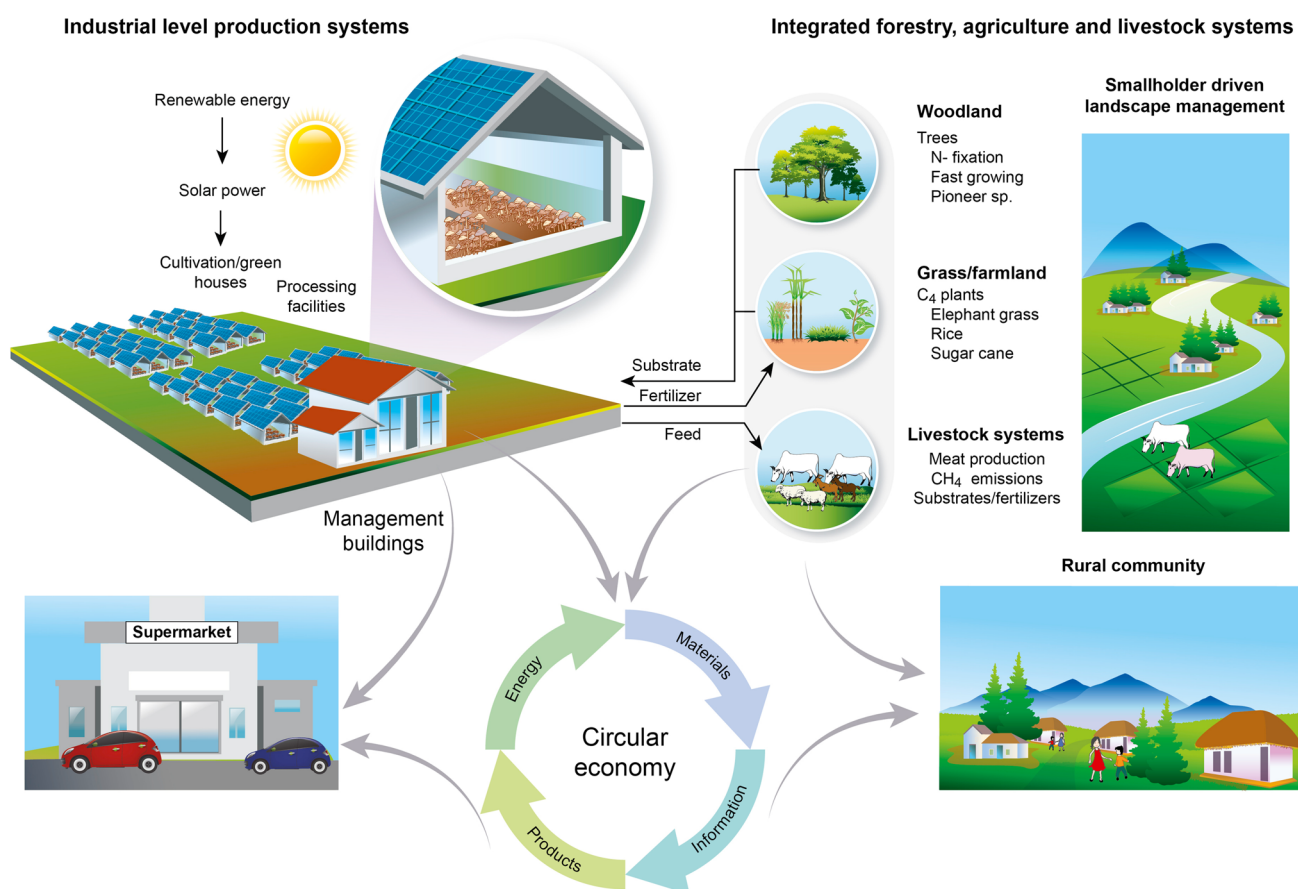 Industrial level production systems
Integrated forestry, agriculture and livestock systems
Renewable energy
Solar power
Cultivation/green
houses
Processing
facilities
Woodland
Trees
N- fixation
Fast growing
Pioneer sp.
Smallholder driven
landscape management
Grass/farmland
C₄ plants
Elephant grass
Rice
Sugar cane
Substrate
Fertilizer
Feed
Livestock systems
Meat production
CH₄ emissions
Substrates/fertilizers
Management
buildings
Rural community
Supermarket
Energy
Materials
Circular
economy
Products
Information